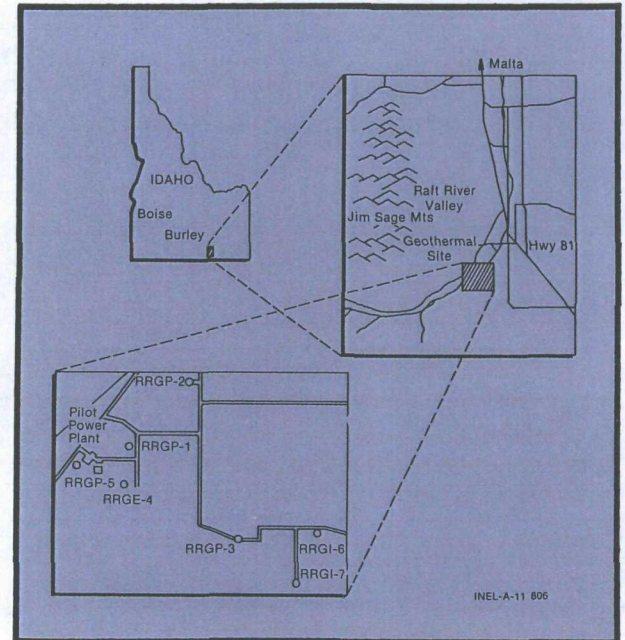 Malta
IDAHO
Boise
Burley
Raft River
Valley
Jim Sage Mts
Geothermal
Site
Hwy 81
RRGP-2
Pilot
Power
Plant
RRGP-1
RRGP-5
RRGE-4
RRGP-3
RRGI-6
RRGI-7
INEL-A-11 806